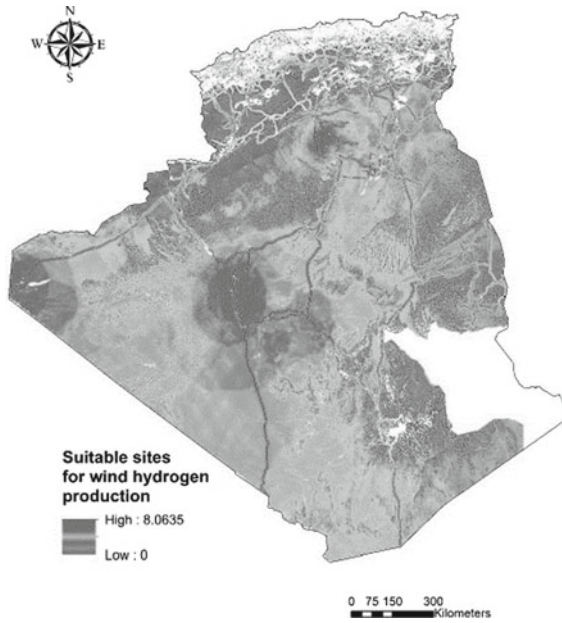 N
W E
S
Suitable sites
for wind hydrogen
production
High : 8.0635
Low : 0
0 75 150 300
Kilometers